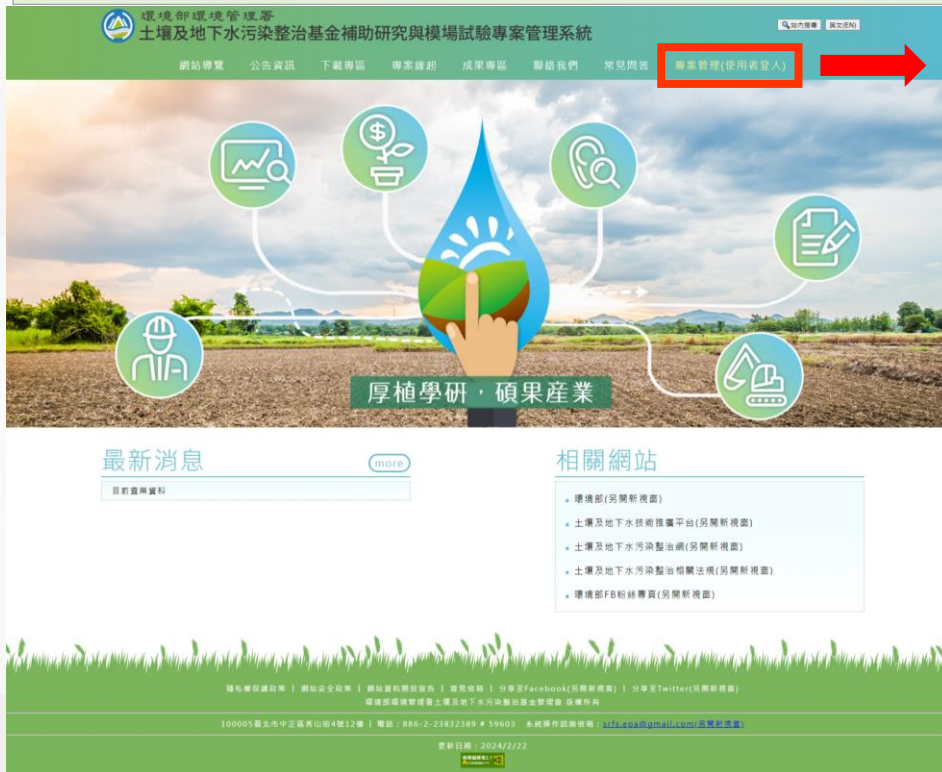 環境部環境管理署
土壤及地下水污染整治基金補助研究與模場試驗專案管理系統
站內搜尋 英文(EN)
網站導覽 公告資訊 下載專區 專案緣起 成果專區 聯絡我們 常見問答 專案管理(使用者登入)
厚植學研，碩果產業
最新消息 more
目前查無資料
相關網站
環境部(另開新視窗)
土壤及地下水技術推廣平台(另開新視窗)
土壤及地下水污染整治網(另開新視窗)
土壤及地下水污染整治相關法規(另開新視窗)
環境部FB粉絲專頁(另開新視窗)
隱私權保護政策 | 網站安全政策 | 網站資料開放宣告 | 意見信箱 | 分享至Facebook(另開新視窗) | 分享至Twitter(另開新視窗)
環境部環境管理署土壤及地下水污染整治基金管理會 版權所有
100005臺北市中正區秀山街4號12樓 | 電話：886-2-23832389 # 59603 系統操作諮詢信箱：srfs.epa@gmail.com(另開新視窗)
更新日期：2024/2/22